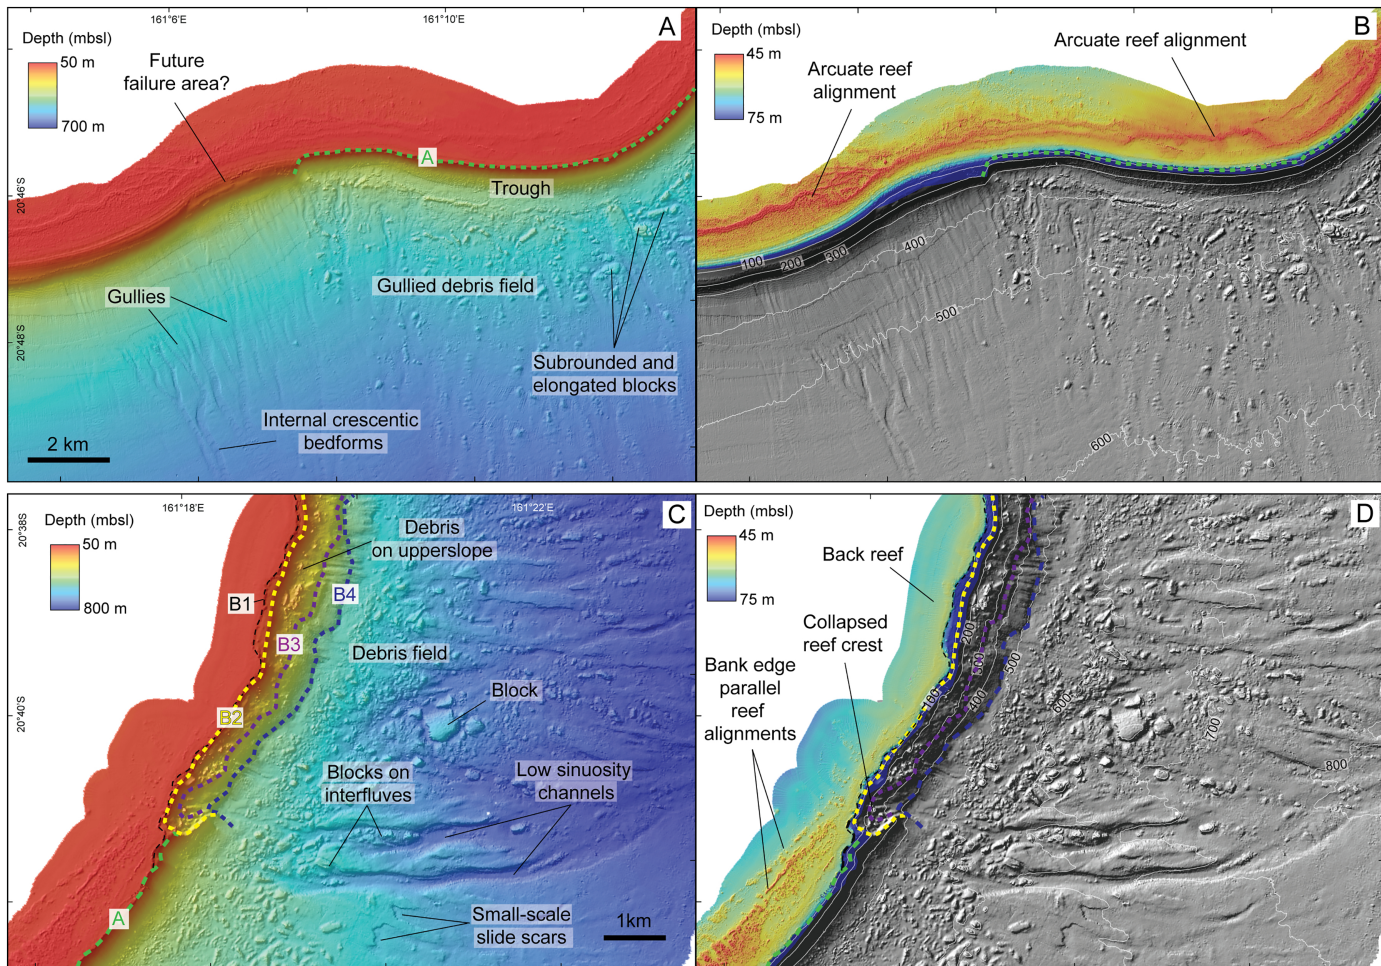 161°6'E
161°10'E
A
Depth (mbsl)
50 m
700 m
Future
failure area?
A
Trough
20°46'S
Gullies
Gullied debris field
20°48'S
Subrounded and
elongated blocks
Internal crescentic
bedforms
2 km
B
Depth (mbsl)
45 m
75 m
Arcuate reef alignment
Arcuate reef
alignment
100
200
300
400
500
600
161°18'E
161°22'E
C
20°38'S
Depth (mbsl)
50 m
800 m
Debris
on upperslope
B1
B4
B3
Debris field
B2
Block
20°40'S
Blocks on
interfluves
Low sinuosity
channels
A
Small-scale
slide scars
1km
D
Depth (mbsl)
45 m
75 m
Back reef
Collapsed
reef crest
Bank edge
parallel
reef
alignments
100
200
300
400
500
600
700
800